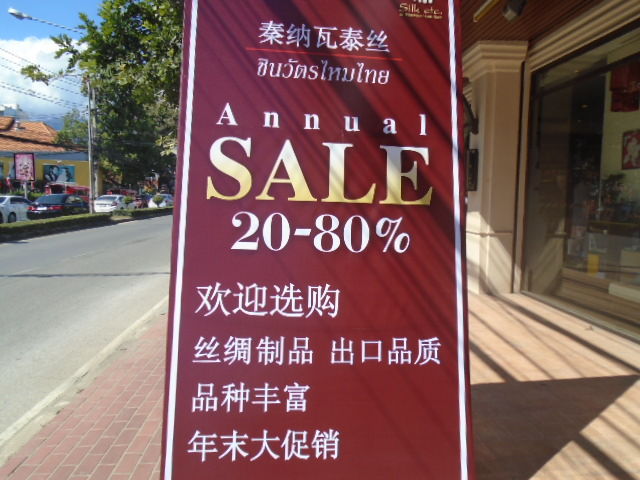 Silk etc.
秦纳瓦泰丝
ชินวัตรไหมไทย
Annual
SALE
20-80%
欢迎选购
丝绸制品 出口品质
品种丰富
年末大促销